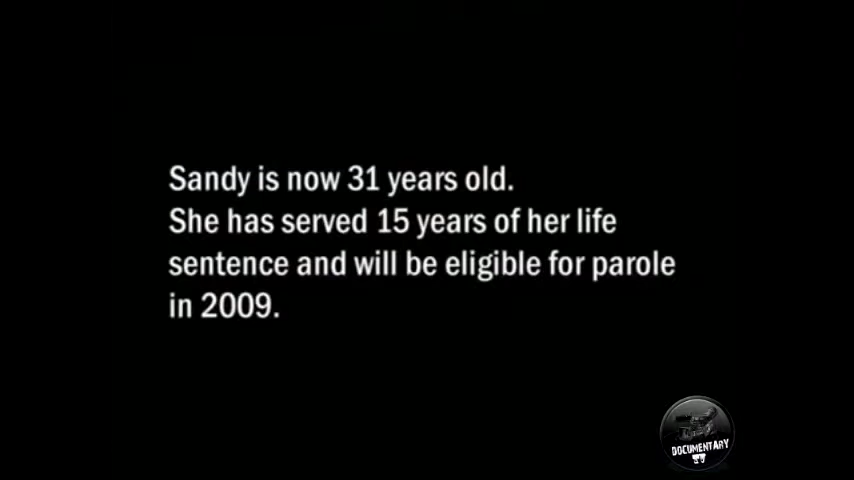 Sandy is now 31 years old.
She has served 15 years of her life
sentence and will be eligible for parole
in 2009.
DOCUMENTARY
TV